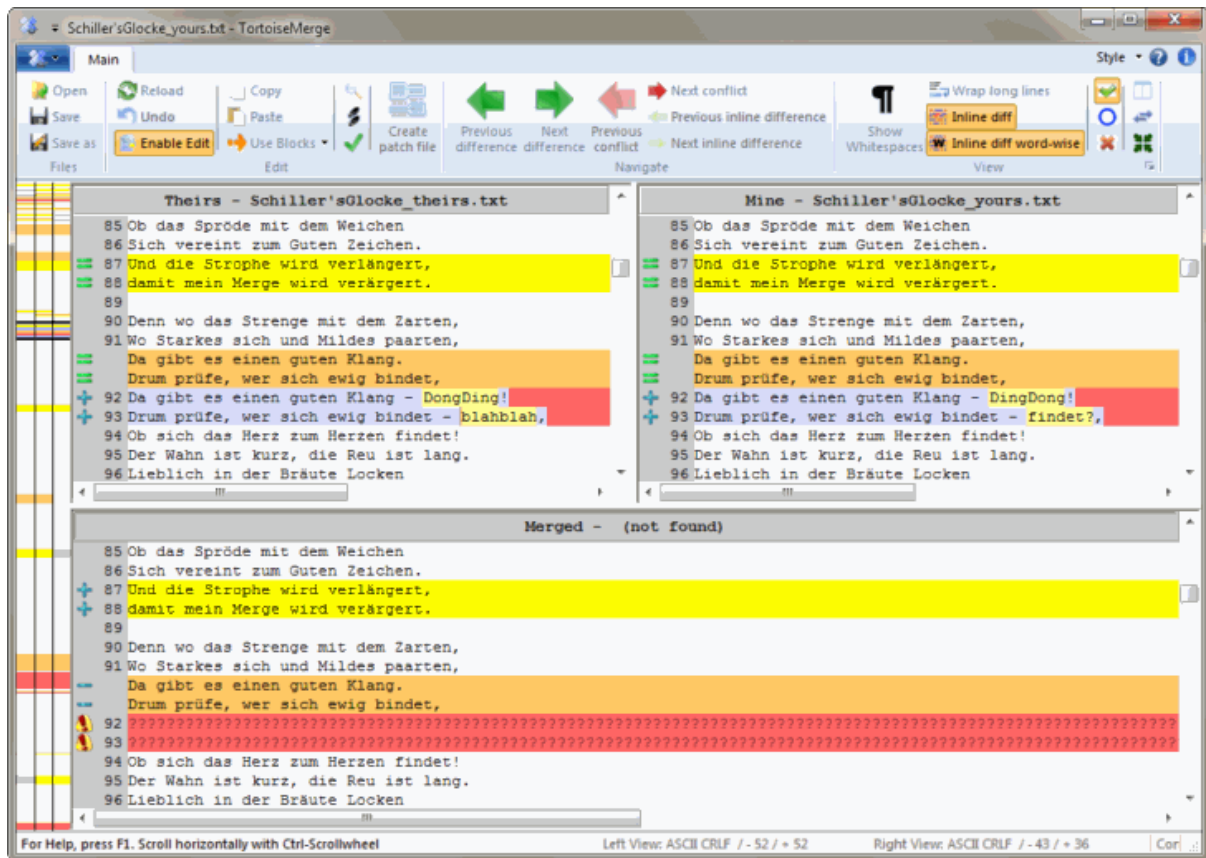 Schiller'sGlocke_yours.txt - TortoiseMerge
Main
Style
Open
Reload
Copy
Next conflict
Wrap long lines
Save
Undo
Paste
Previous inline difference
Inline diff
Save as
Enable Edit
Use Blocks
Create patch file
Previous difference
Next difference
Previous conflict
Next inline difference
Show Whitespaces
Inline diff word-wise
Files
Edit
Navigate
View
Theirs - Schiller'sGlocke_theirs.txt
85 Ob das Spröde mit dem Weichen
86 Sich vereint zum Guten Zeichen.
87 Und die Strophe wird verlängert,
88 damit mein Merge wird verärgert.
89
90 Denn wo das Strenge mit dem Zarten,
91 Wo Starkes sich und Mildes paarten,
Da gibt es einen guten Klang.
Drum prüfe, wer sich ewig bindet,
92 Da gibt es einen guten Klang - DongDing!
93 Drum prüfe, wer sich ewig bindet - blahblah,
94 Ob sich das Herz zum Herzen findet!
95 Der Wahn ist kurz, die Reu ist lang.
96 Lieblich in der Bräute Locken
Mine - Schiller'sGlocke_yours.txt
85 Ob das Spröde mit dem Weichen
86 Sich vereint zum Guten Zeichen.
87 Und die Strophe wird verlängert,
88 damit mein Merge wird verärgert.
89
90 Denn wo das Strenge mit dem Zarten,
91 Wo Starkes sich und Mildes paarten,
Da gibt es einen guten Klang.
Drum prüfe, wer sich ewig bindet,
92 Da gibt es einen guten Klang - DingDong!
93 Drum prüfe, wer sich ewig bindet - findet?,
94 Ob sich das Herz zum Herzen findet!
95 Der Wahn ist kurz, die Reu ist lang.
96 Lieblich in der Bräute Locken
Merged - (not found)
85 Ob das Spröde mit dem Weichen
86 Sich vereint zum Guten Zeichen.
87 Und die Strophe wird verlängert,
88 damit mein Merge wird verärgert.
89
90 Denn wo das Strenge mit dem Zarten,
91 Wo Starkes sich und Mildes paarten,
Da gibt es einen guten Klang.
Drum prüfe, wer sich ewig bindet,
92
93
94 Ob sich das Herz zum Herzen findet!
95 Der Wahn ist kurz, die Reu ist lang.
96 Lieblich in der Bräute Locken
For Help, press F1. Scroll horizontally with Ctrl-Scrollwheel
Left View: ASCII CRLF / - 52 / + 52
Right View: ASCII CRLF / - 43 / + 36